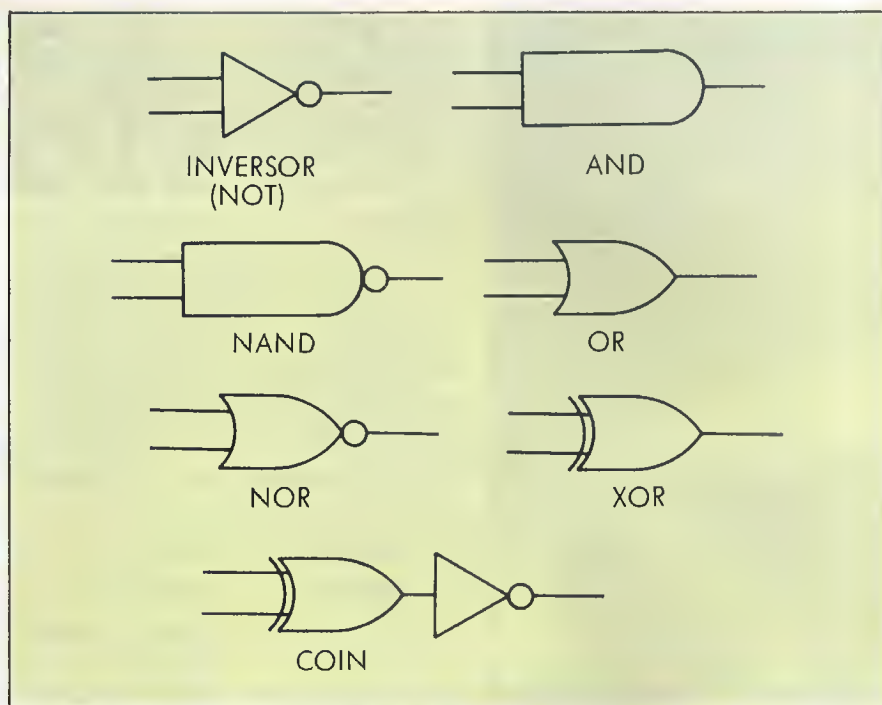 INVERSOR
(NOT)
AND
NAND
OR
NOR
XOR
COIN